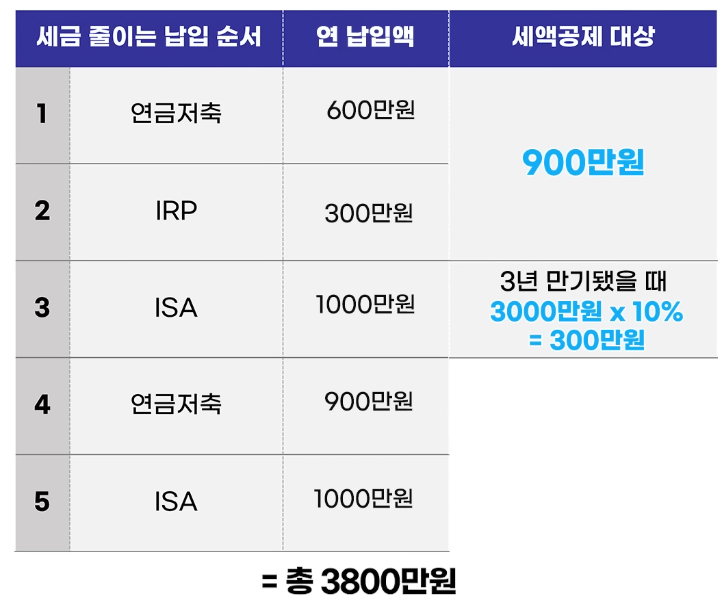 세금 줄이는 납입 순서 연 납입액 세액공제 대상
1 연금저축 600만원
900만원
2 IRP 300만원
3 ISA 1000만원
3년 만기됐을 때
3000만원 x 10%
= 300만원
4 연금저축 900만원
5 ISA 1000만원
= 총 3800만원